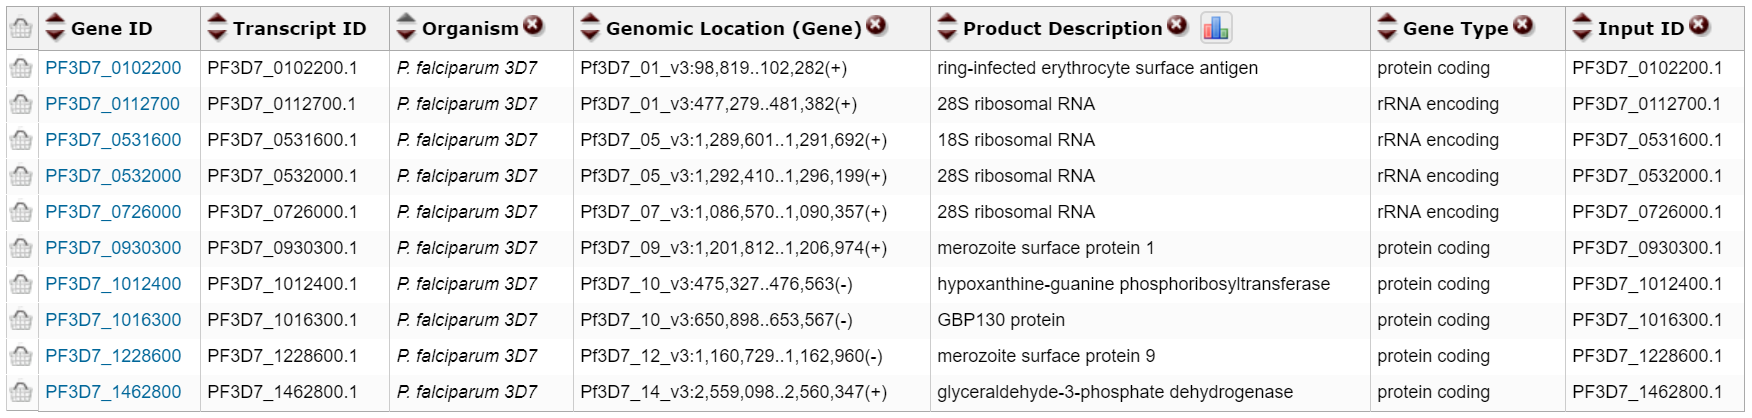 Gene ID Transcript ID Organism Genomic Location (Gene) Product Description Gene Type Input ID
PF3D7_0102200 PF3D7_0102200.1 P. falciparum 3D7 Pf3D7_01_v3:98,819..102,282(+) ring-infected erythrocyte surface antigen protein coding PF3D7_0102200.1
PF3D7_0112700 PF3D7_0112700.1 P. falciparum 3D7 Pf3D7_01_v3:477,279..481,382(+) 28S ribosomal RNA rRNA encoding PF3D7_0112700.1
PF3D7_0531600 PF3D7_0531600.1 P. falciparum 3D7 Pf3D7_05_v3:1,289,601..1,291,692(+) 18S ribosomal RNA rRNA encoding PF3D7_0531600.1
PF3D7_0532000 PF3D7_0532000.1 P. falciparum 3D7 Pf3D7_05_v3:1,292,410..1,296,199(+) 28S ribosomal RNA rRNA encoding PF3D7_0532000.1
PF3D7_0726000 PF3D7_0726000.1 P. falciparum 3D7 Pf3D7_07_v3:1,086,570..1,090,357(+) 28S ribosomal RNA rRNA encoding PF3D7_0726000.1
PF3D7_0930300 PF3D7_0930300.1 P. falciparum 3D7 Pf3D7_09_v3:1,201,812..1,206,974(+) merozoite surface protein 1 protein coding PF3D7_0930300.1
PF3D7_1012400 PF3D7_1012400.1 P. falciparum 3D7 Pf3D7_10_v3:475,327..476,563(-) hypoxanthine-guanine phosphoribosyltransferase protein coding PF3D7_1012400.1
PF3D7_1016300 PF3D7_1016300.1 P. falciparum 3D7 Pf3D7_10_v3:650,898..653,567(-) GBP130 protein protein coding PF3D7_1016300.1
PF3D7_1228600 PF3D7_1228600.1 P. falciparum 3D7 Pf3D7_12_v3:1,160,729..1,162,960(-) merozoite surface protein 9 protein coding PF3D7_1228600.1
PF3D7_1462800 PF3D7_1462800.1 P. falciparum 3D7 Pf3D7_14_v3:2,559,098..2,560,347(+) glyceraldehyde-3-phosphate dehydrogenase protein coding PF3D7_1462800.1